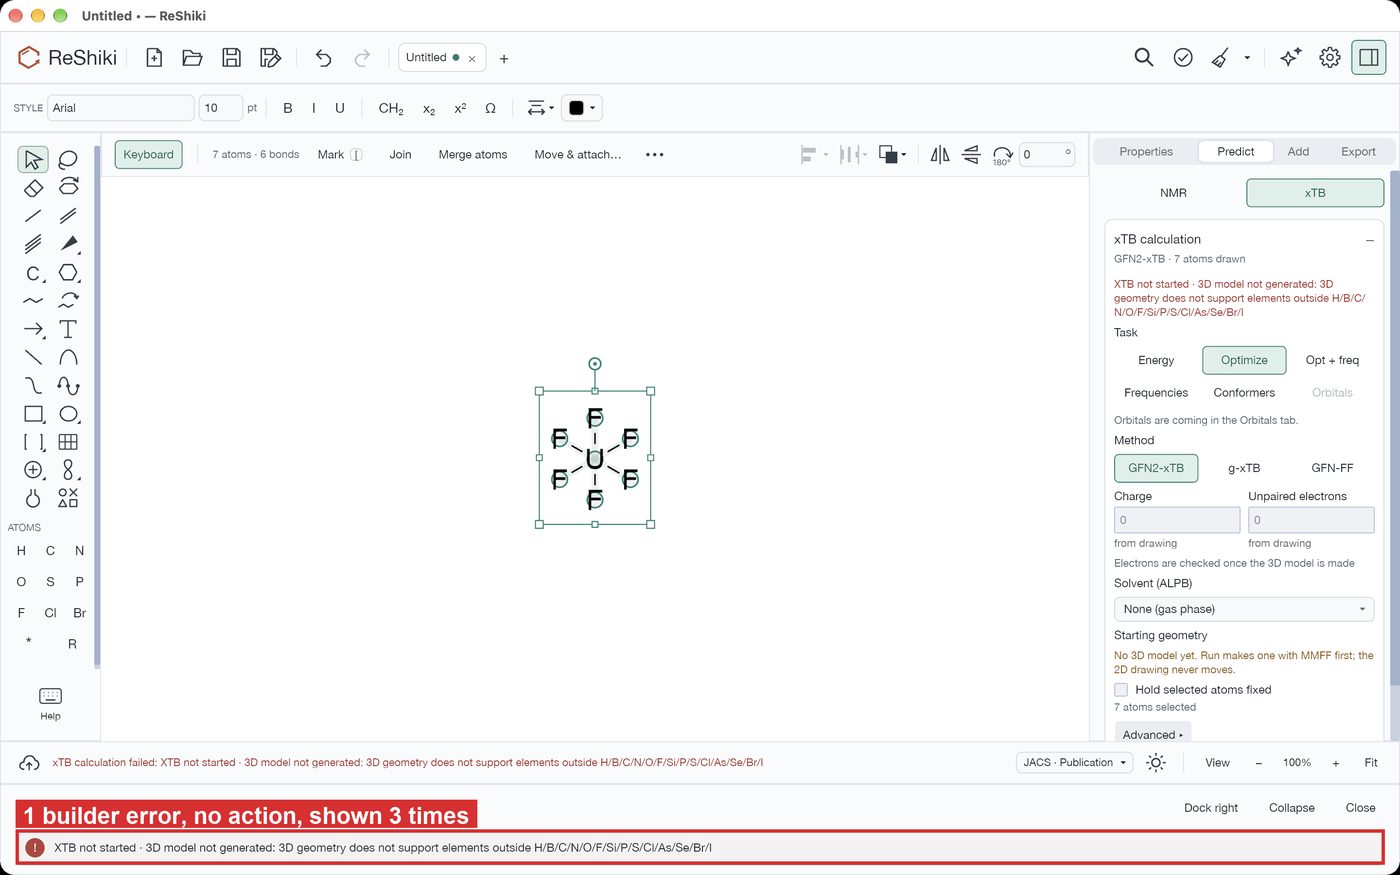 Untitled • — ReShiki
ReShiki
Untitled • × +
STYLE Arial 10 pt B I U CH₂ x₂ x² Ω
Keyboard 7 atoms · 6 bonds Mark [ Join Merge atoms Move & attach... ••• 180° 0 °
Properties Predict Add Export
NMR xTB
xTB calculation –
GFN2-xTB · 7 atoms drawn
XTB not started · 3D model not generated: 3D
geometry does not support elements outside H/B/C/
N/O/F/Si/P/S/Cl/As/Se/Br/I
Task
Energy Optimize Opt + freq
Frequencies Conformers Orbitals
Orbitals are coming in the Orbitals tab.
Method
GFN2-xTB g-xTB GFN-FF
Charge Unpaired electrons
0 0
from drawing from drawing
Electrons are checked once the 3D model is made
Solvent (ALPB)
None (gas phase)
Starting geometry
No 3D model yet. Run makes one with MMFF first; the
2D drawing never moves.
Hold selected atoms fixed
7 atoms selected
Advanced
C
T
[ ]
ATOMS
H C N
O S P
F Cl Br
* R
Help
F
F F
U
F F
F
xTB calculation failed: XTB not started · 3D model not generated: 3D geometry does not support elements outside H/B/C/N/O/F/Si/P/S/Cl/As/Se/Br/I
JACS · Publication View − 100% + Fit
1 builder error, no action, shown 3 times
Dock right Collapse Close
! XTB not started · 3D model not generated: 3D geometry does not support elements outside H/B/C/N/O/F/Si/P/S/Cl/As/Se/Br/I